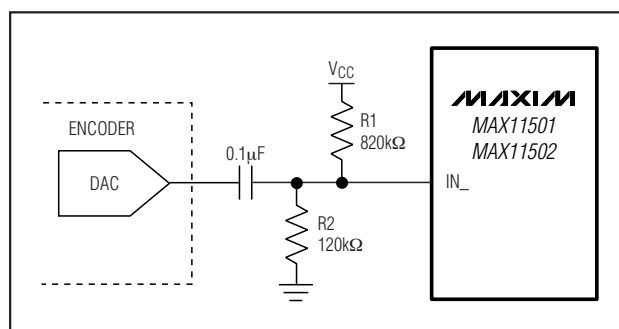 ENCODER
DAC
0.1µF
VCC
R1
820kΩ
R2
120kΩ
MAXIM
MAX11501
MAX11502
IN_